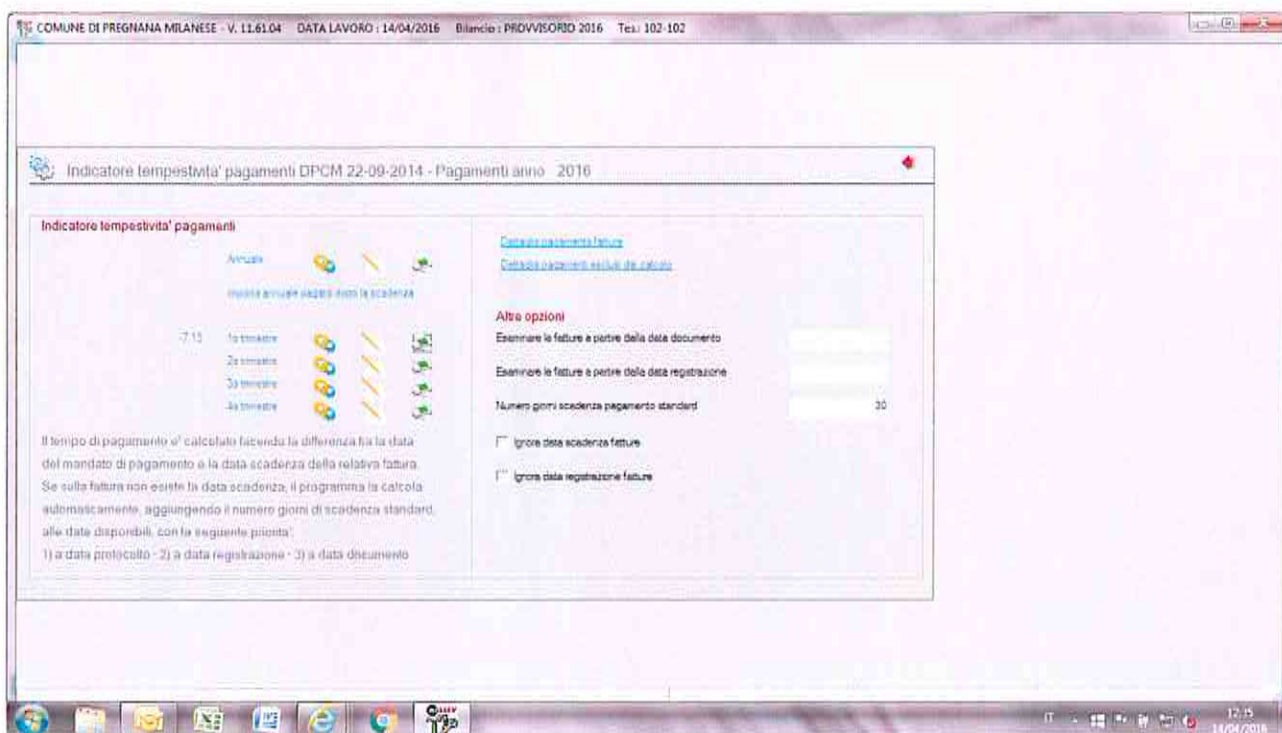 COMUNE DI PREGNANA MILANESE - V. 11.61.04 DATA LAVORO : 14/04/2016 Bilancio : PROVVISORIO 2016 Tes.: 102-102
Indicatore tempestivita' pagamenti DPCM 22-09-2014 - Pagamenti anno 2016
Indicatore tempestivita' pagamenti
Annuale
Importo annuale pagato dopo la scadenza
-7.13 1o trimestre
2o trimestre
3o trimestre
4o trimestre
Il tempo di pagamento e' calcolato facendo la differenza fra la data
del mandato di pagamento e la data scadenza della relativa fattura.
Se sulla fattura non esiste la data scadenza, il programma la calcola
automaticamente, aggiungendo il numero giorni di scadenza standard,
alle date disponibili, con la seguente priorita':
1) a data protocollo - 2) a data registrazione - 3) a data documento
Dettaglio pagamento fatture
Dettaglio pagamenti esclusi dal calcolo
Altre opzioni
Esaminare le fatture a partire dalla data documento
Esaminare le fatture a partire dalla data registrazione
Numero giorni scadenza pagamento standard 30
Ignora data scadenza fatture
Ignora data registrazione fatture
IT
12.15
14/04/2016